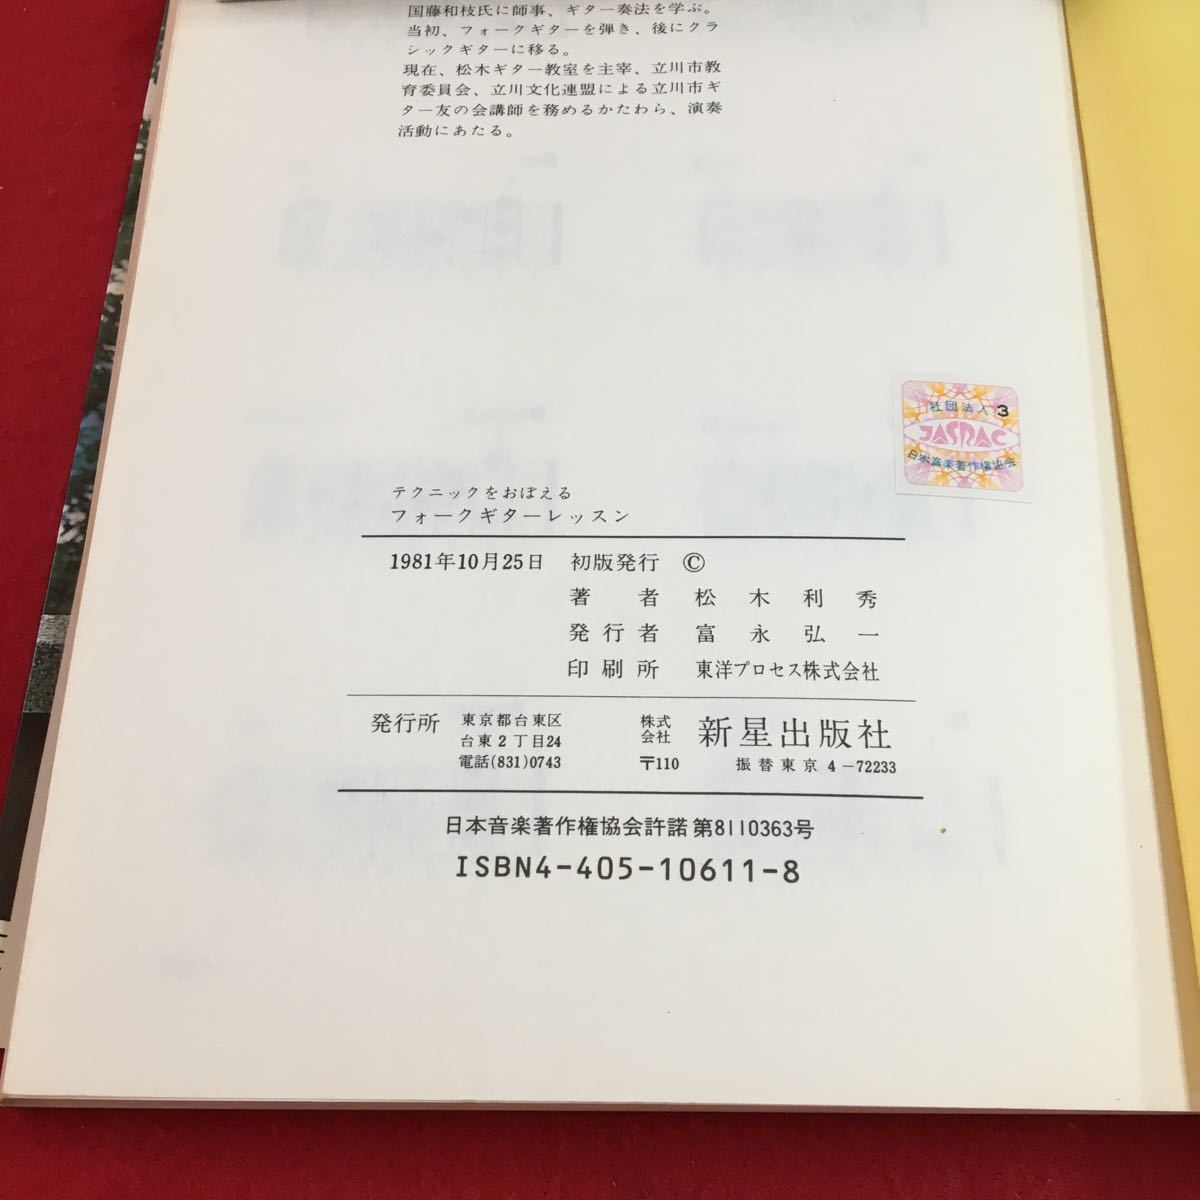 国藤和枝氏に師事、ギター奏法を学ぶ。
当初、フォークギターを弾き、後にクラ
シックギターに移る。
現在、松木ギター教室を主宰、立川市教
育委員会、立川文化連盟による立川市ギ
ター友の会講師を務めるかたわら、演奏
活動にあたる。
社団法人 3
JASRAC
日本音楽著作権協会
テクニックをおぼえる
フォークギターレッスン
1981年10月25日 初版発行 ©
著者 松木利秀
発行者 富永弘一
印刷所 東洋プロセス株式会社
発行所 東京都台東区 株式会社 新星出版社
台東2丁目24
電話(831)0743 〒110 振替東京 4-72233
日本音楽著作権協会許諾第8110363号
ISBN4-405-10611-8